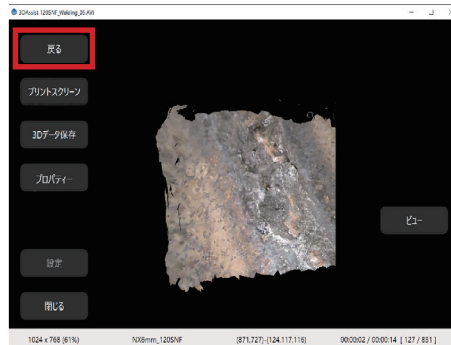 3DAssist 120SNF_Welding_05.AVI
戻る
プリントスクリーン
3Dデータ保存
プロパティー
ビュー
設定
閉じる
1024 x 768 (61%) NX6mm_120SNF (871,727)-(124,117,116) 00:00:02 / 00:00:14 [ 127 / 831 ]